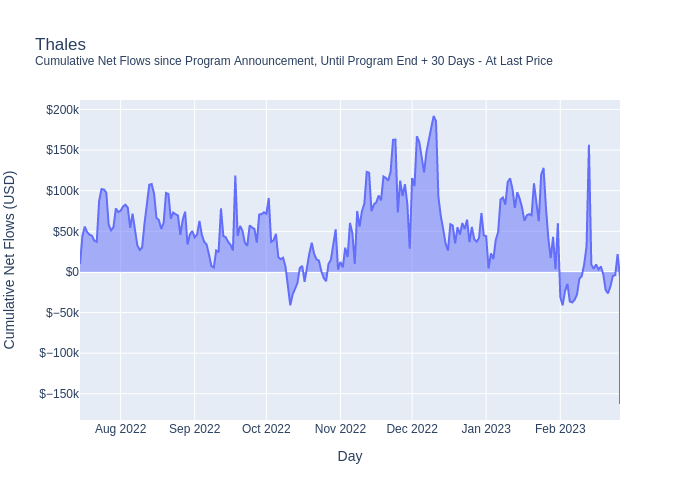 Thales
Cumulative Net Flows since Program Announcement, Until Program End + 30 Days - At Last Price
Cumulative Net Flows (USD)
$200k
$150k
$100k
$50k
$0
$−50k
$−100k
$−150k
Aug 2022 Sep 2022 Oct 2022 Nov 2022 Dec 2022 Jan 2023 Feb 2023
Day